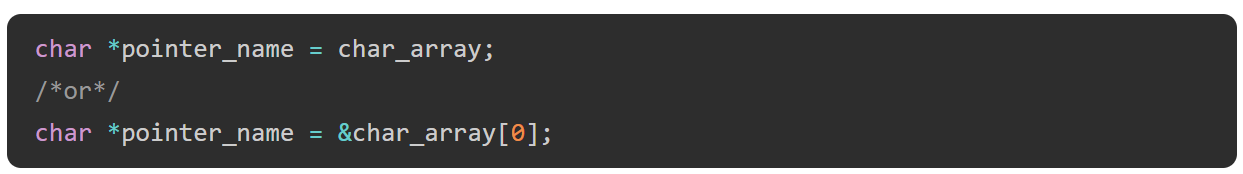 char *pointer_name = char_array;
/*or*/
char *pointer_name = &char_array[0];